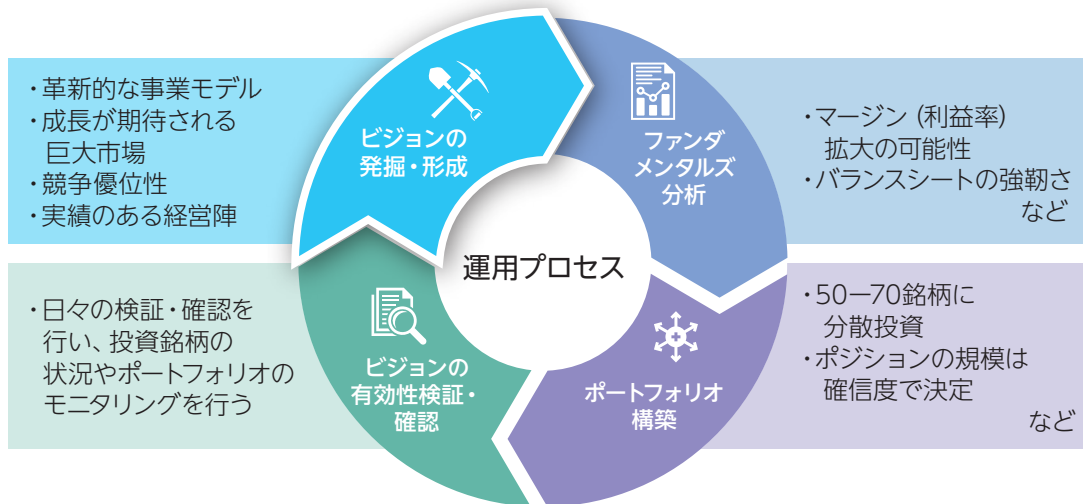 ・革新的な事業モデル
・成長が期待される
巨大市場
・競争優位性
・実績のある経営陣
ビジョンの
発掘・形成
ファンダ
メンタルズ
分析
・マージン (利益率)
拡大の可能性
・バランスシートの強靭さ
など
運用プロセス
・日々の検証・確認を
行い、投資銘柄の
状況やポートフォリオの
モニタリングを行う
ビジョンの
有効性検証・
確認
ポートフォリオ
構築
・50ー70銘柄に
分散投資
・ポジションの規模は
確信度で決定
など